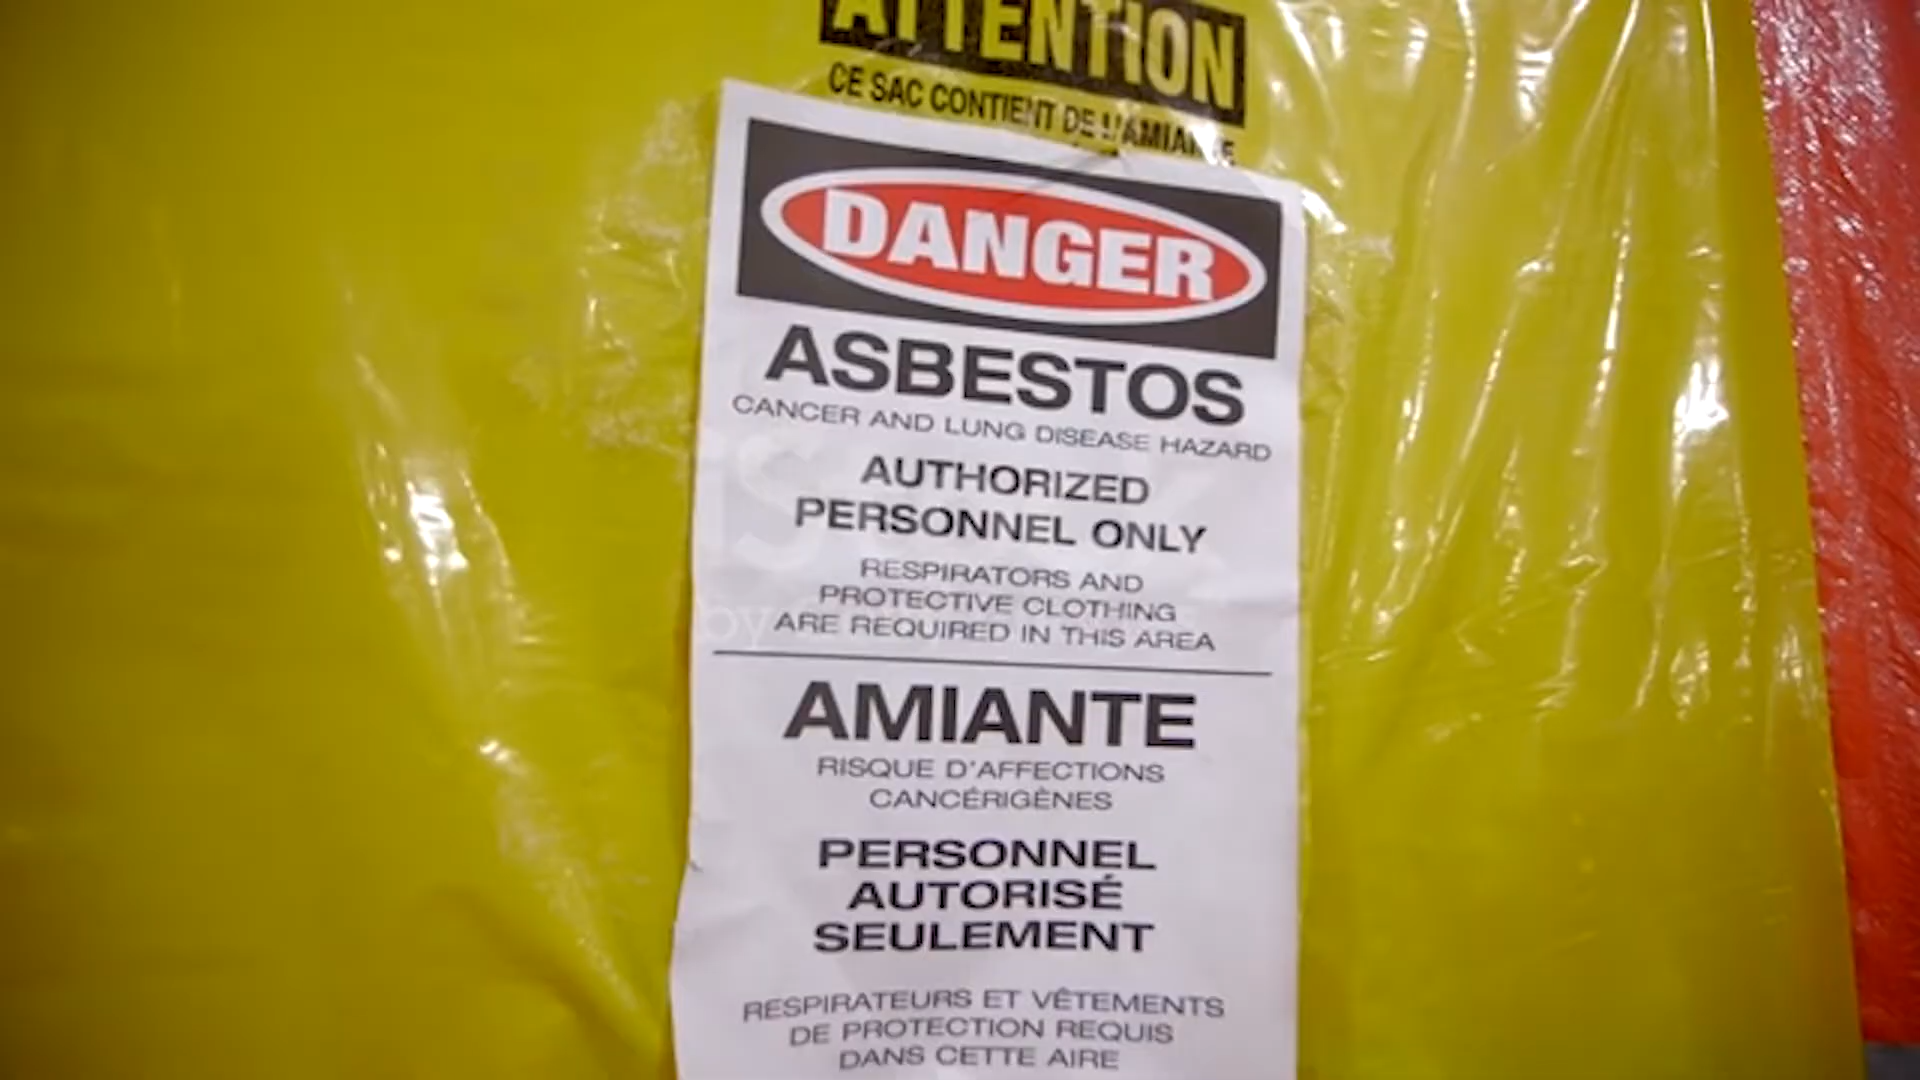 ATTENTION
CE SAC CONTIENT DE L'AMIANTE
DANGER
ASBESTOS
CANCER AND LUNG DISEASE HAZARD
AUTHORIZED
PERSONNEL ONLY
RESPIRATORS AND
PROTECTIVE CLOTHING
by
ARE REQUIRED IN THIS AREA
AMIANTE
RISQUE D'AFFECTIONS
CANCÉRIGÈNES
PERSONNEL
AUTORISÉ
SEULEMENT
RESPIRATEURS ET VÊTEMENTS
DE PROTECTION REQUIS
DANS CETTE AIRE